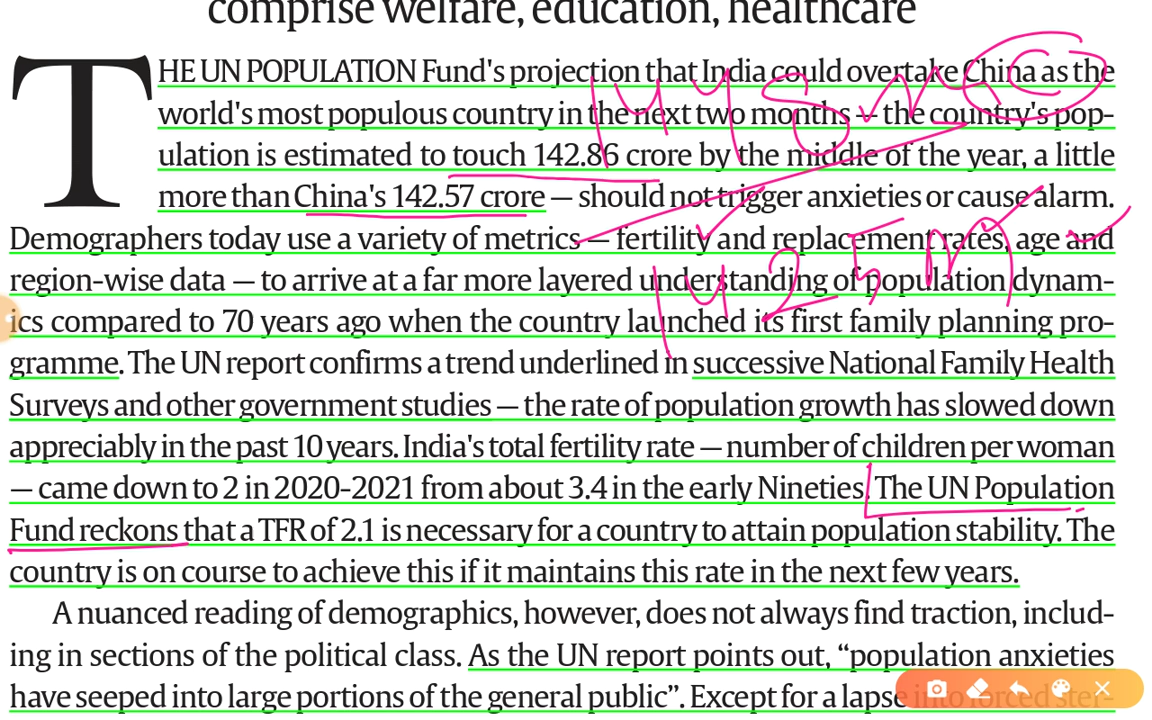 comprise welfare, education, healthcare
THE UN POPULATION Fund's projection that India could overtake China as the
world's most populous country in the next two months — the country's pop-
ulation is estimated to touch 142.86 crore by the middle of the year, a little
more than China's 142.57 crore — should not trigger anxieties or cause alarm.
Demographers today use a variety of metrics — fertility and replacement rates, age and
region-wise data — to arrive at a far more layered understanding of population dynam-
ics compared to 70 years ago when the country launched its first family planning pro-
gramme. The UN report confirms a trend underlined in successive National Family Health
Surveys and other government studies — the rate of population growth has slowed down
appreciably in the past 10 years. India's total fertility rate — number of children per woman
— came down to 2 in 2020-2021 from about 3.4 in the early Nineties. The UN Population
Fund reckons that a TFR of 2.1 is necessary for a country to attain population stability. The
country is on course to achieve this if it maintains this rate in the next few years.
A nuanced reading of demographics, however, does not always find traction, includ-
ing in sections of the political class. As the UN report points out, “population anxieties
have seeped into large portions of the general public”. Except for a lapse into forced ster-